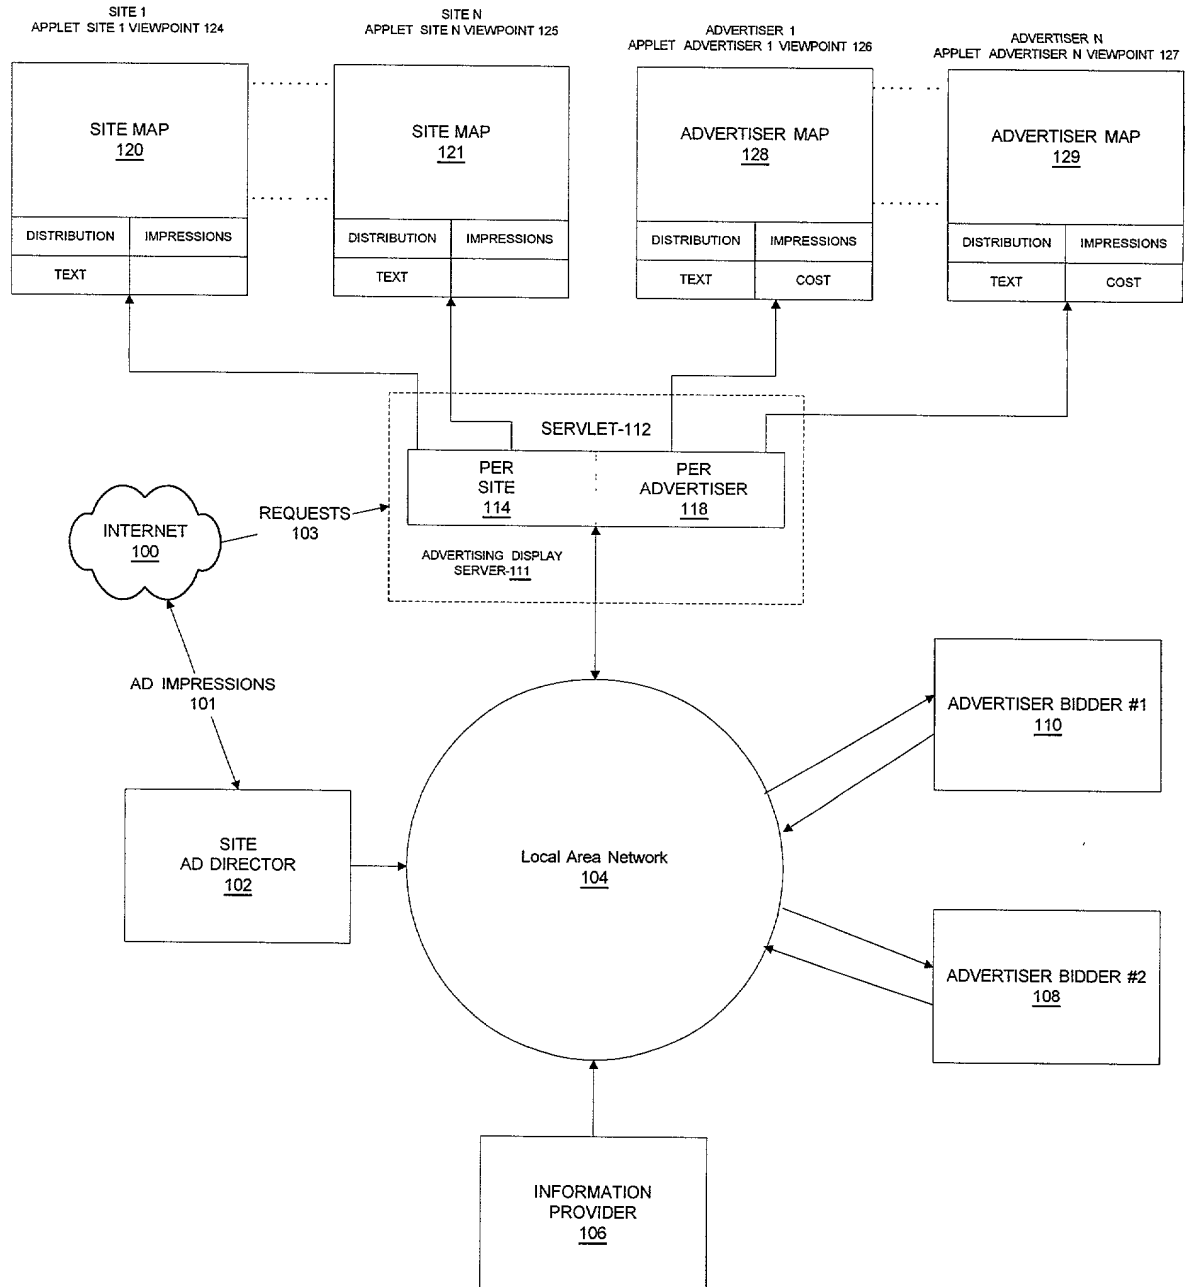 SITE 1
APPLET SITE 1 VIEWPOINT 124
SITE N
APPLET SITE N VIEWPOINT 125
ADVERTISER 1
APPLET ADVERTISER 1 VIEWPOINT 126
ADVERTISER N
APPLET ADVERTISER N VIEWPOINT 127
SITE MAP
120
DISTRIBUTION
IMPRESSIONS
TEXT
SITE MAP
121
DISTRIBUTION
IMPRESSIONS
TEXT
ADVERTISER MAP
128
DISTRIBUTION
IMPRESSIONS
TEXT
COST
ADVERTISER MAP
129
DISTRIBUTION
IMPRESSIONS
TEXT
COST
SERVLET-112
PER
SITE
114
PER
ADVERTISER
118
ADVERTISING DISPLAY
SERVER-111
INTERNET
100
REQUESTS
103
AD IMPRESSIONS
101
SITE
AD DIRECTOR
102
Local Area Network
104
ADVERTISER BIDDER #1
110
ADVERTISER BIDDER #2
108
INFORMATION
PROVIDER
106